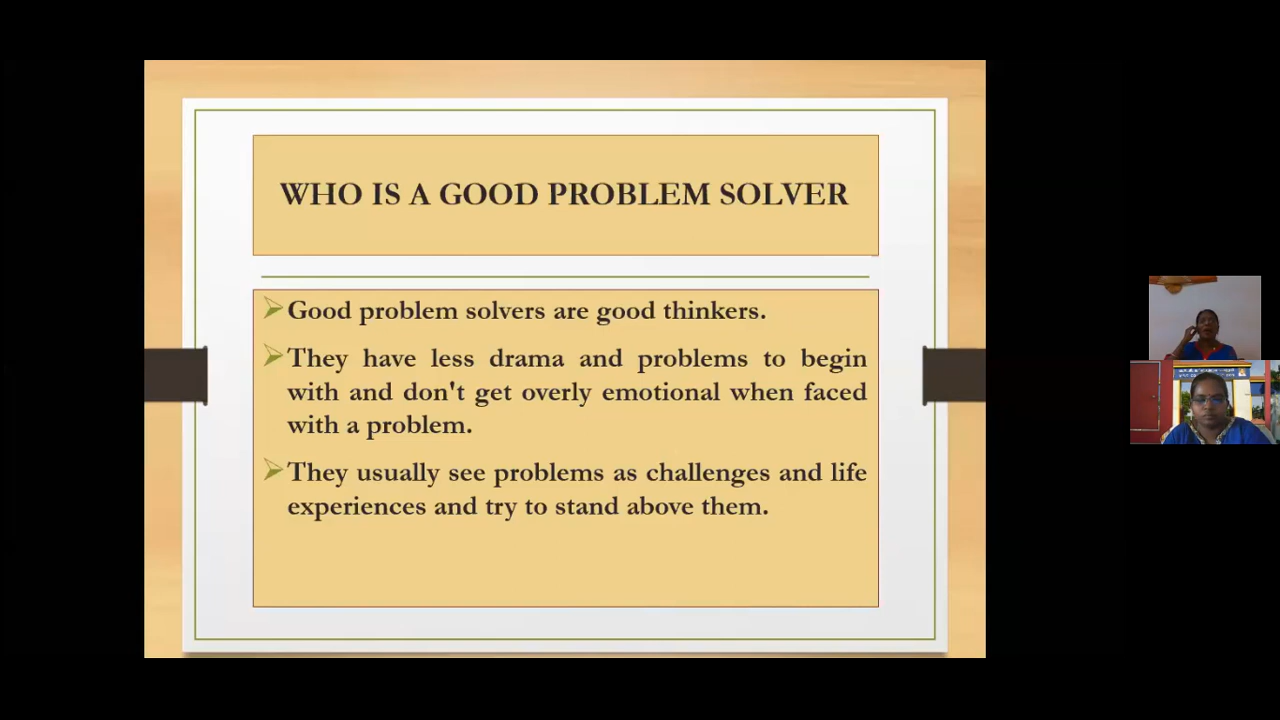 WHO IS A GOOD PROBLEM SOLVER
Good problem solvers are good thinkers.
They have less drama and problems to begin
with and don't get overly emotional when faced
with a problem.
They usually see problems as challenges and life
experiences and try to stand above them.